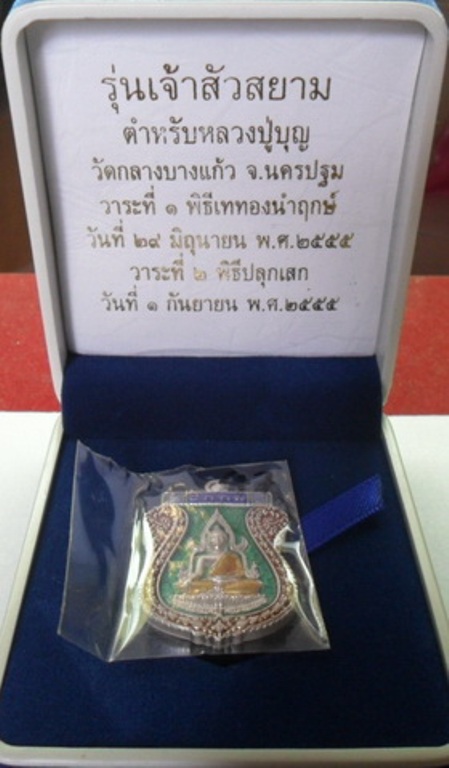 รุ่นเจ้าสัวสยาม
ตำหรับหลวงปู่บุญ
วัดกลางบางแก้ว จ.นครปฐม
วาระที่ ๑ พิธีเททองนำฤกษ์
วันที่ ๒๙ มิถุนายน พ.ศ.๒๕๕๕
วาระที่ ๒ พิธีปลุกเสก
วันที่ ๑ กันยายน พ.ศ.๒๕๕๕